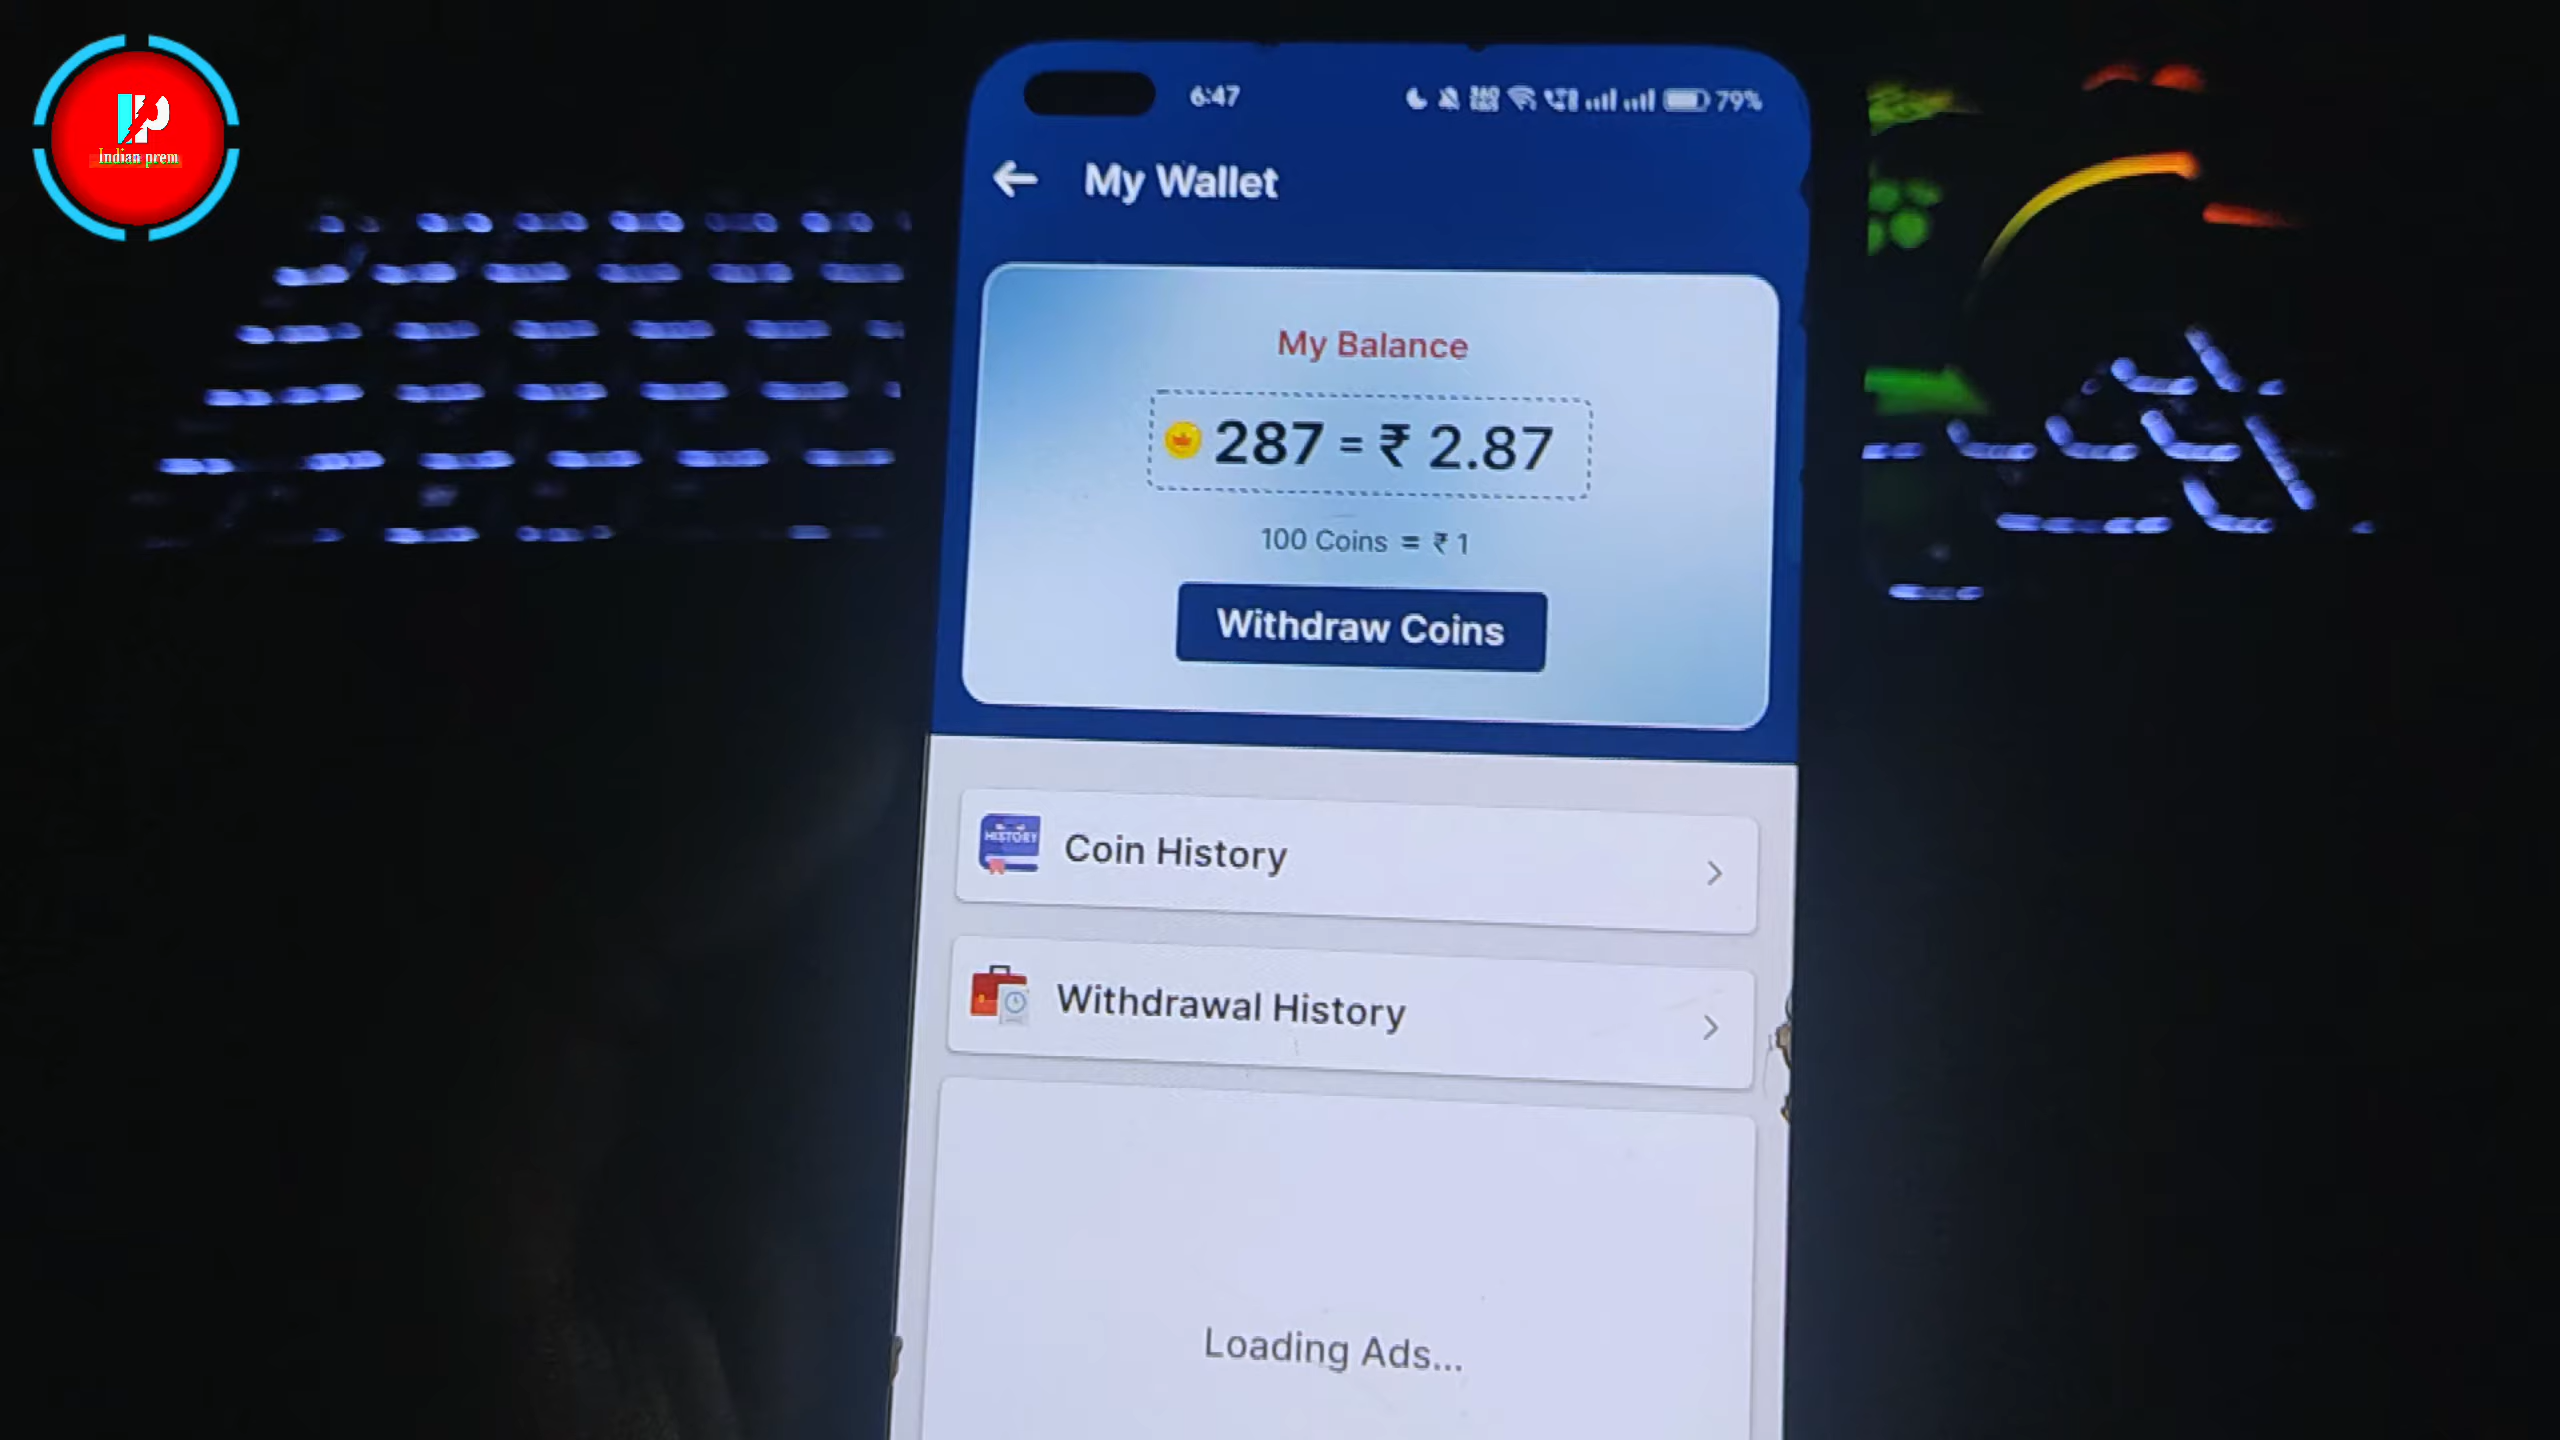 Indian prem
6:47
79%
My Wallet
My Balance
287 = ₹ 2.87
100 Coins = ₹ 1
Withdraw Coins
HISTORY
Coin History
Withdrawal History
Loading Ads...